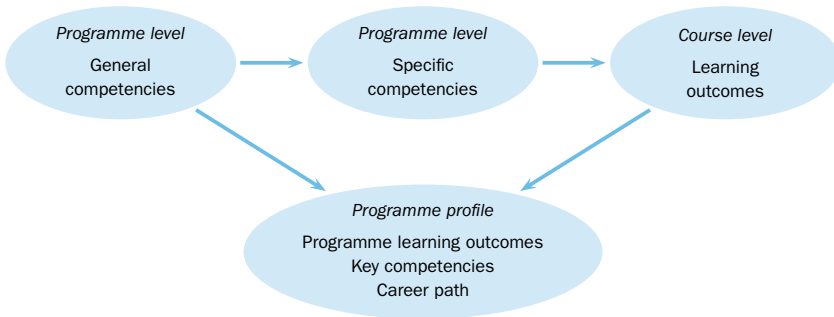 Programme level
General
competencies
Programme level
Specific
competencies
Course level
Learning
outcomes
Programme profile
Programme learning outcomes
Key competencies
Career path